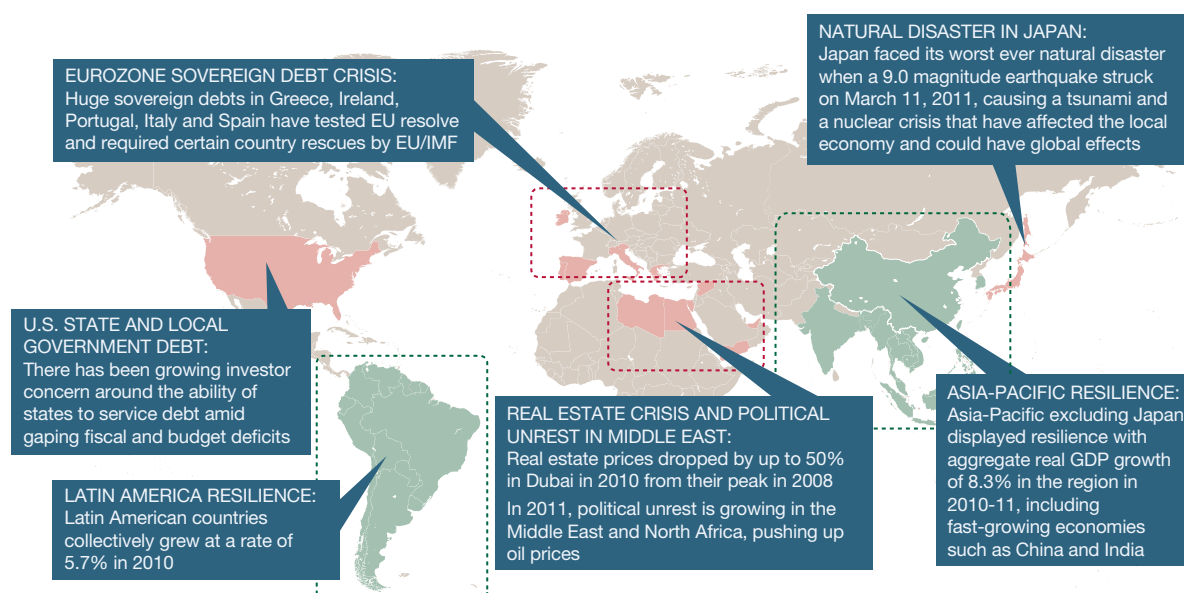 EUROZONE SOVEREIGN DEBT CRISIS:
Huge sovereign debts in Greece, Ireland,
Portugal, Italy and Spain have tested EU resolve
and required certain country rescues by EU/IMF
NATURAL DISASTER IN JAPAN:
Japan faced its worst ever natural disaster
when a 9.0 magnitude earthquake struck
on March 11, 2011, causing a tsunami and
a nuclear crisis that have affected the local
economy and could have global effects
U.S. STATE AND LOCAL
GOVERNMENT DEBT:
There has been growing investor
concern around the ability of
states to service debt amid
gaping fiscal and budget deficits
LATIN AMERICA RESILIENCE:
Latin American countries
collectively grew at a rate of
5.7% in 2010
REAL ESTATE CRISIS AND POLITICAL
UNREST IN MIDDLE EAST:
Real estate prices dropped by up to 50%
in Dubai in 2010 from their peak in 2008
In 2011, political unrest is growing in the
Middle East and North Africa, pushing up
oil prices
ASIA-PACIFIC RESILIENCE:
Asia-Pacific excluding Japan
displayed resilience with
aggregate real GDP growth
of 8.3% in the region in
2010-11, including
fast-growing economies
such as China and India